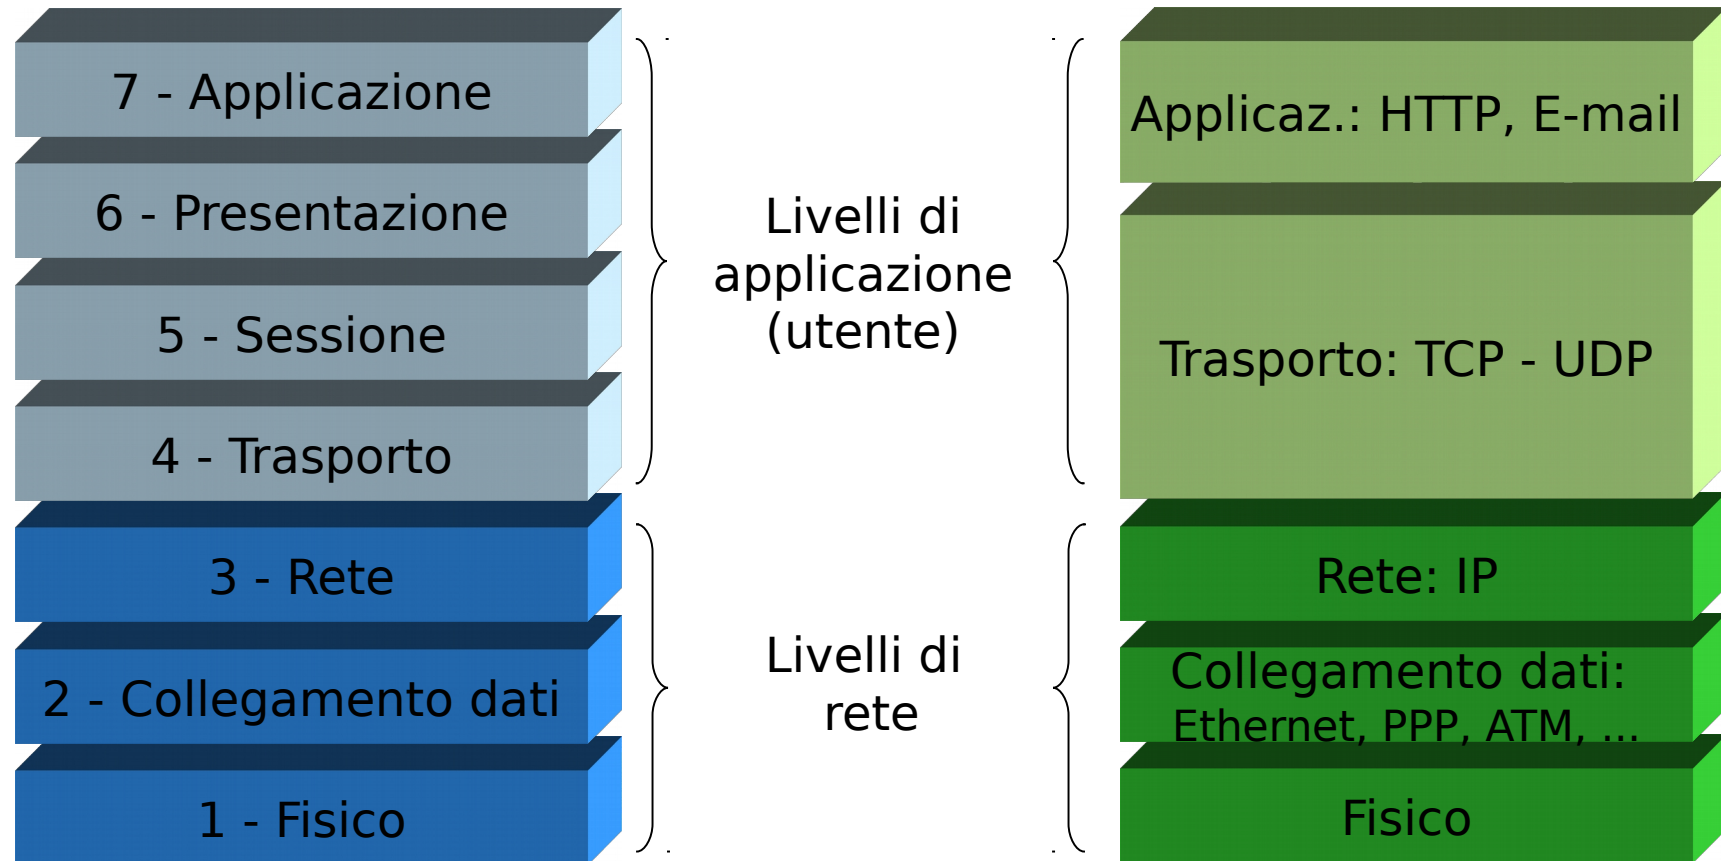 7 - Applicazione
6 - Presentazione
5 - Sessione
4 - Trasporto
3 - Rete
2 - Collegamento dati
1 - Fisico
Livelli di
applicazione
(utente)
Livelli di
rete
Applicaz.: HTTP, E-mail
Trasporto: TCP - UDP
Rete: IP
Collegamento dati:
Ethernet, PPP, ATM, ...
Fisico